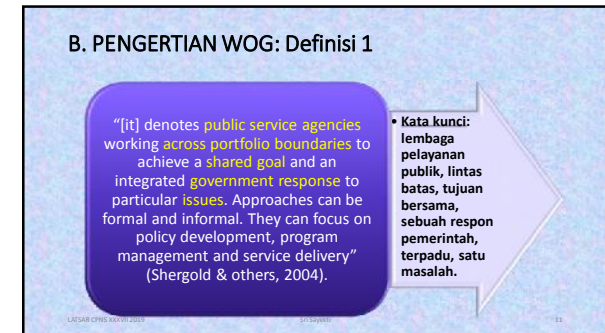 B. PENGERTIAN WOG: Definisi 1
“[it] denotes public service agencies
working across portfolio boundaries to
achieve a shared goal and an
integrated government response to
particular issues. Approaches can be
formal and informal. They can focus on
policy development, program
management and service delivery”
(Shergold & others, 2004).
• Kata kunci:
lembaga
pelayanan
publik, lintas
batas, tujuan
bersama,
sebuah respon
pemerintah,
terpadu, satu
masalah.
LATSAR CPNS XXXVII 2019